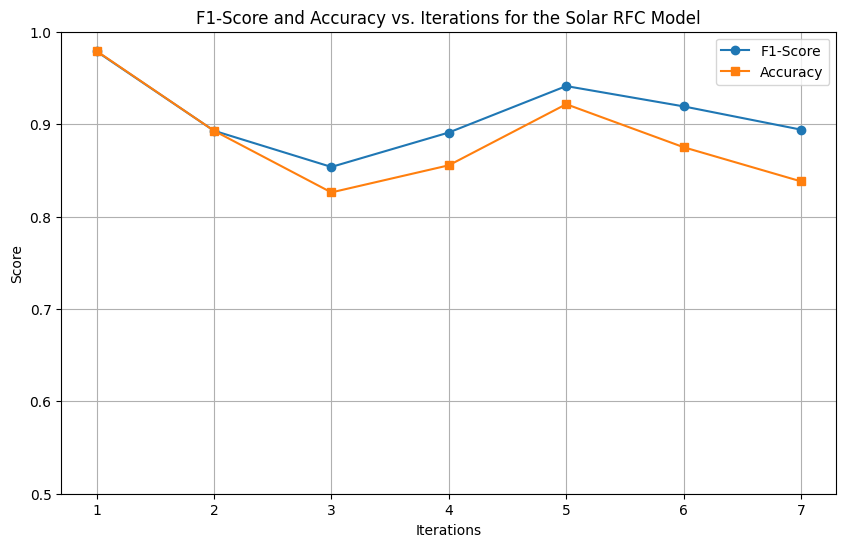 F1-Score and Accuracy vs. Iterations for the Solar RFC Model
F1-Score
Accuracy
Score
1.0
0.9
0.8
0.7
0.6
0.5
1 2 3 4 5 6 7
Iterations